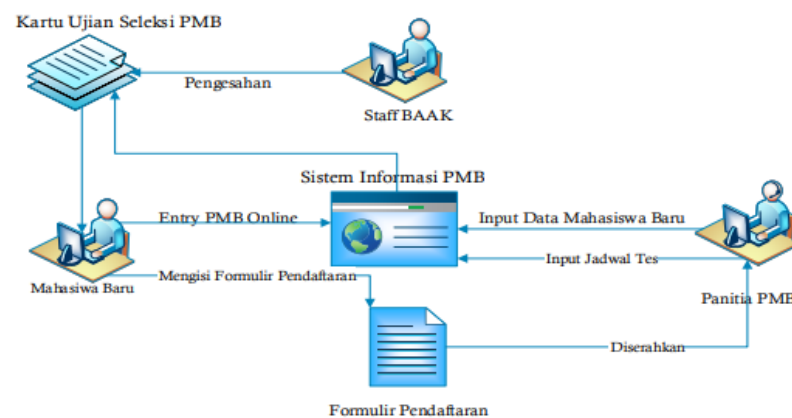 Kartu Ujian Seleksi PMB
Pengesahan
Staff BAAK
Sistem Informasi PMB
Entry PMB Online
Input Data Mahasiswa Baru
Input Jadwal Tes
Mahasiwa Baru
Mengisi Formulir Pendaftaran
Panitia PMB
Diserahkan
Formulir Pendaftaran